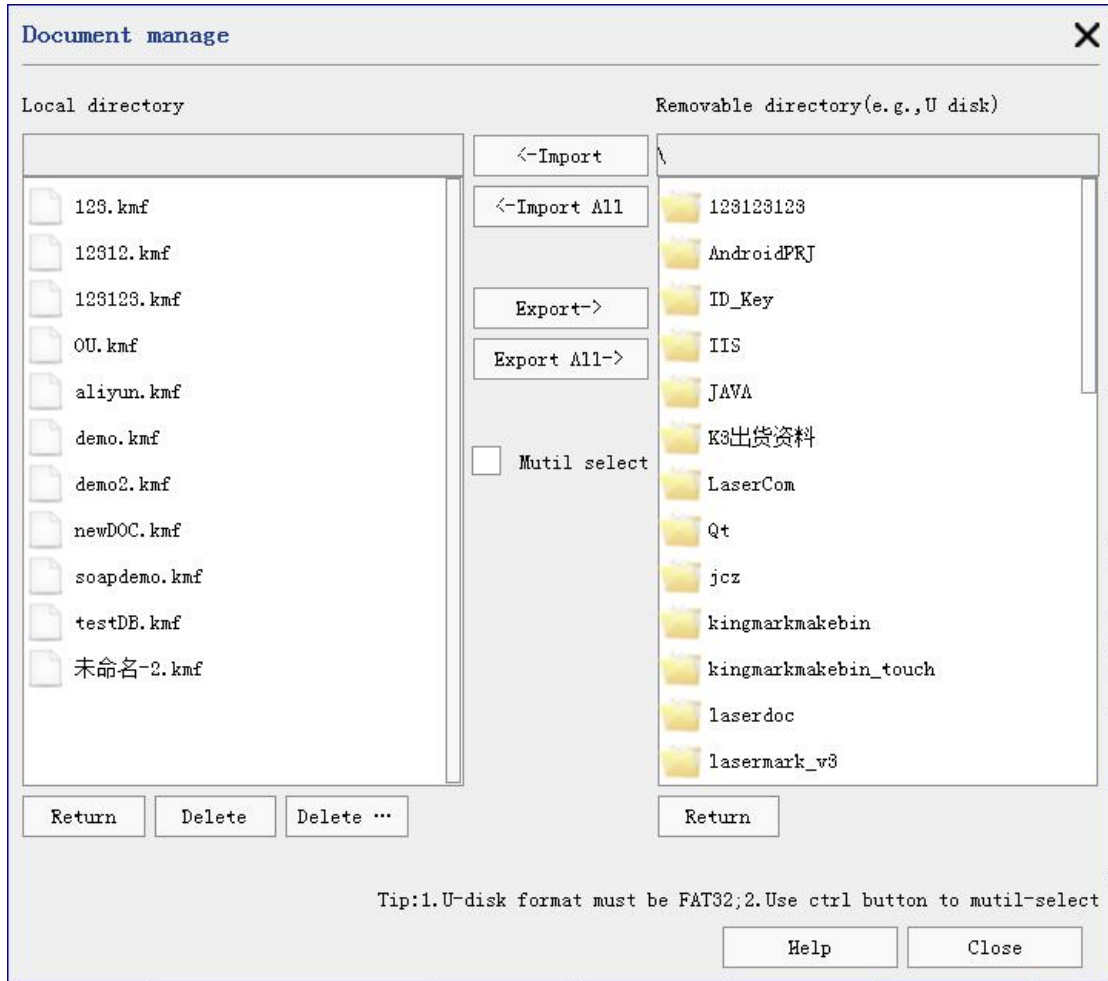 Document manage
Local directory
Removable directory(e.g.,U disk)
<-Import
\
<-Import All
Export->
Export All->
Mutil select
123.kmf
12312.kmf
123123.kmf
OU.kmf
aliyun.kmf
demo.kmf
demo2.kmf
newDOC.kmf
soapdemo.kmf
testDB.kmf
未命名-2.kmf
123123123
AndroidPRJ
ID_Key
IIS
JAVA
K3出货资料
LaserCom
Qt
jcz
kingmarkmakebin
kingmarkmakebin_touch
laserdoc
lasermark_v3
Return
Delete
Delete ···
Return
Tip:1.U-disk format must be FAT32;2.Use ctrl button to mutil-select
Help
Close